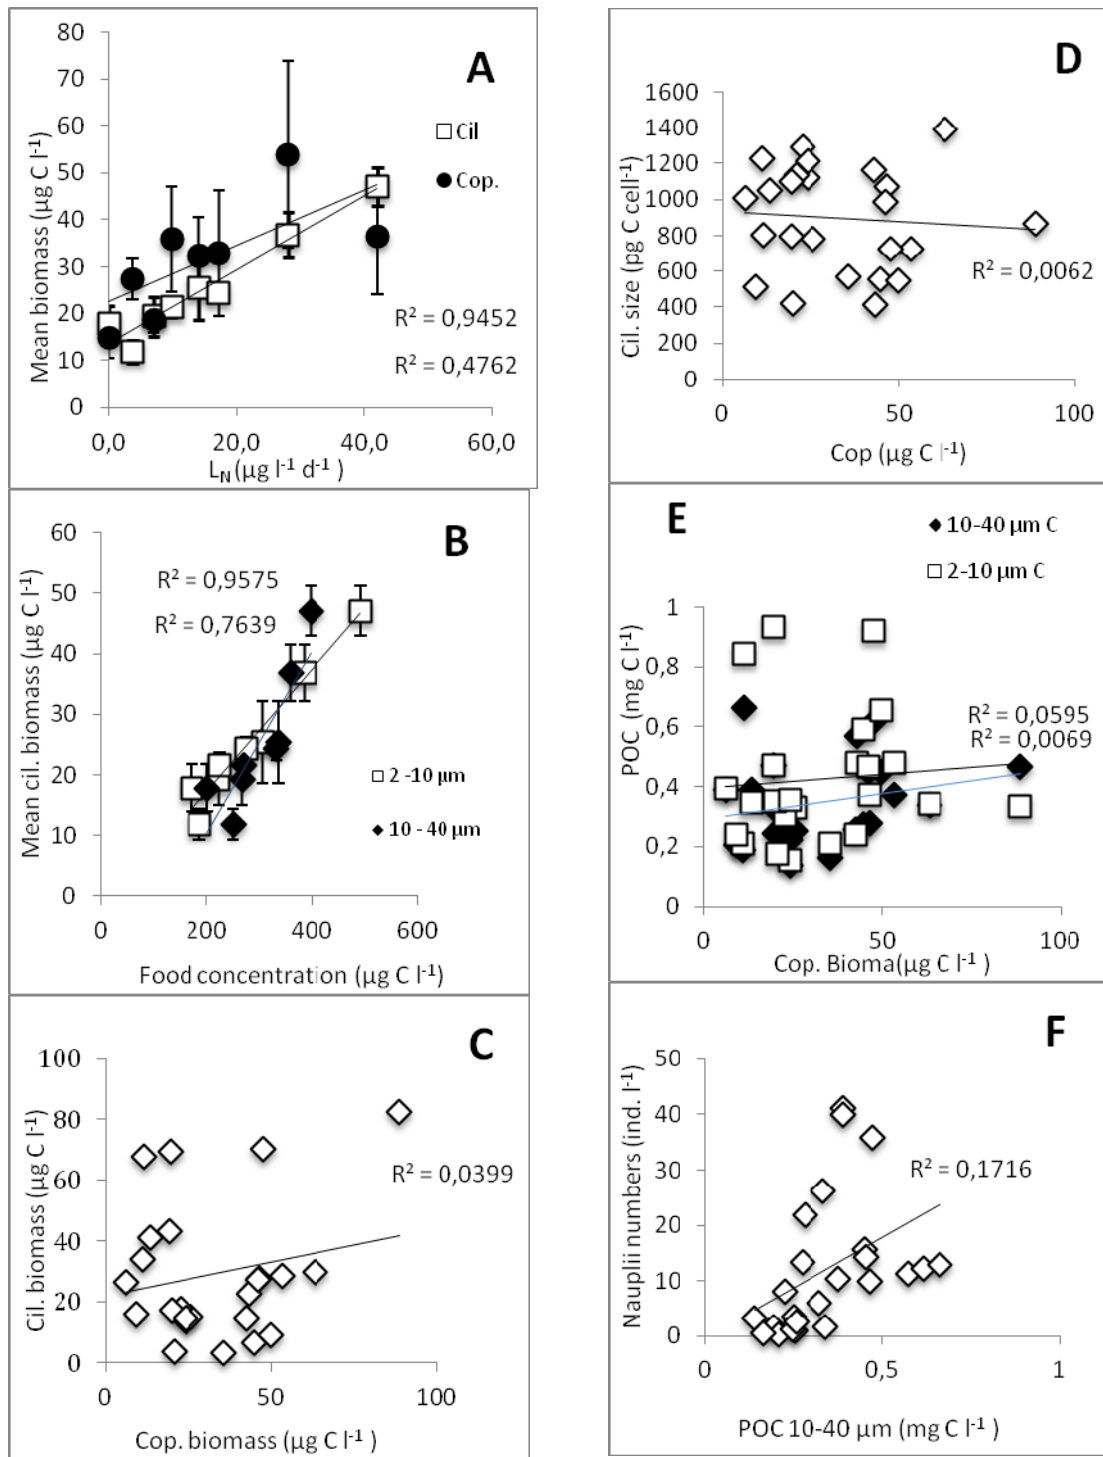 A
Mean biomass (µg C l⁻¹)
80
70
60
50
40
30
20
10
0
Cil
Cop.
R² = 0,9452
R² = 0,4762
0,0 20,0 40,0 60,0
L_N (µg l⁻¹ d⁻¹ )
B
Mean cil. biomass (µg C l⁻¹)
60
50
40
30
20
10
0
R² = 0,9575
R² = 0,7639
2 -10 µm
10 - 40 µm
0 200 400 600
Food concentration (µg C l⁻¹)
C
Cil. biomass (µg C l⁻¹)
100
80
60
40
20
0
R² = 0,0399
0 50 100
Cop. biomass (µg C l⁻¹ )
D
Cil. size (pg C cell⁻¹)
1600
1400
1200
1000
800
600
400
200
0
R² = 0,0062
0 50 100
Cop (µg C l⁻¹)
E
10-40 µm C
2-10 µm C
POC (mg C l⁻¹)
1
0,8
0,6
0,4
0,2
0
R² = 0,0595
R² = 0,0069
0 50 100
Cop. Bioma(µg C l⁻¹ )
F
Nauplii numbers (ind. l⁻¹)
50
40
30
20
10
0
R² = 0,1716
0 0,5 1
POC 10-40 µm (mg C l⁻¹ )